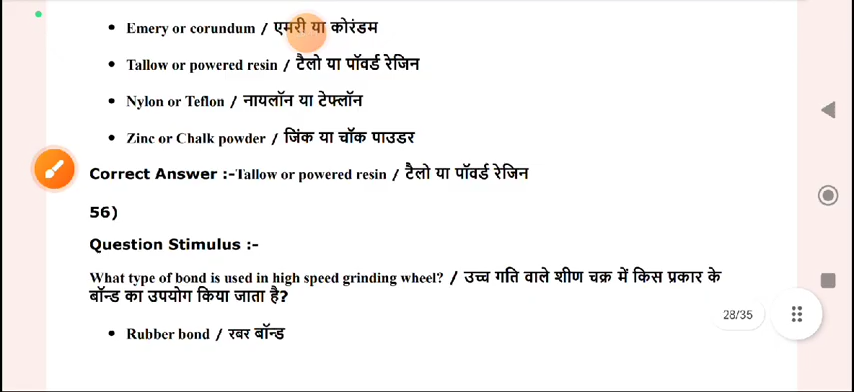 • Emery or corundum / एमरी या कोरंडम
• Tallow or powered resin / टैलो या पॉवर्ड रेजिन
• Nylon or Teflon / नायलॉन या टेफ्लॉन
• Zinc or Chalk powder / जिंक या चॉक पाउडर
Correct Answer :-Tallow or powered resin / टैलो या पॉवर्ड रेजिन
56)
Question Stimulus :-
What type of bond is used in high speed grinding wheel? / उच्च गति वाले शीण चक्र में किस प्रकार के
बॉन्ड का उपयोग किया जाता है?
28/35
• Rubber bond / रबर बॉन्ड